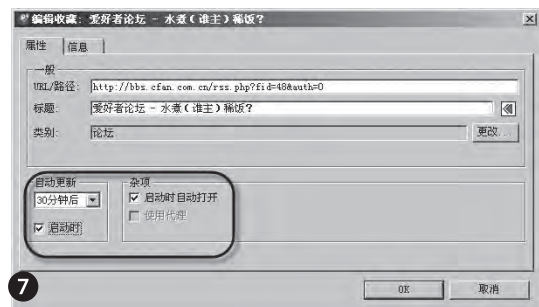 编辑收藏: 爱好者论坛 - 水煮(谁主)稀饭?
属性 信息
一般
URL/路径: http://bbs.cfan.com.cn/rss.php?fid=48&auth=0
标题: 爱好者论坛 - 水煮(谁主)稀饭?
类别: 论坛 更改...
自动更新 杂项
30分钟后 启动时自动打开
启动时 使用代理
7
OK 取消